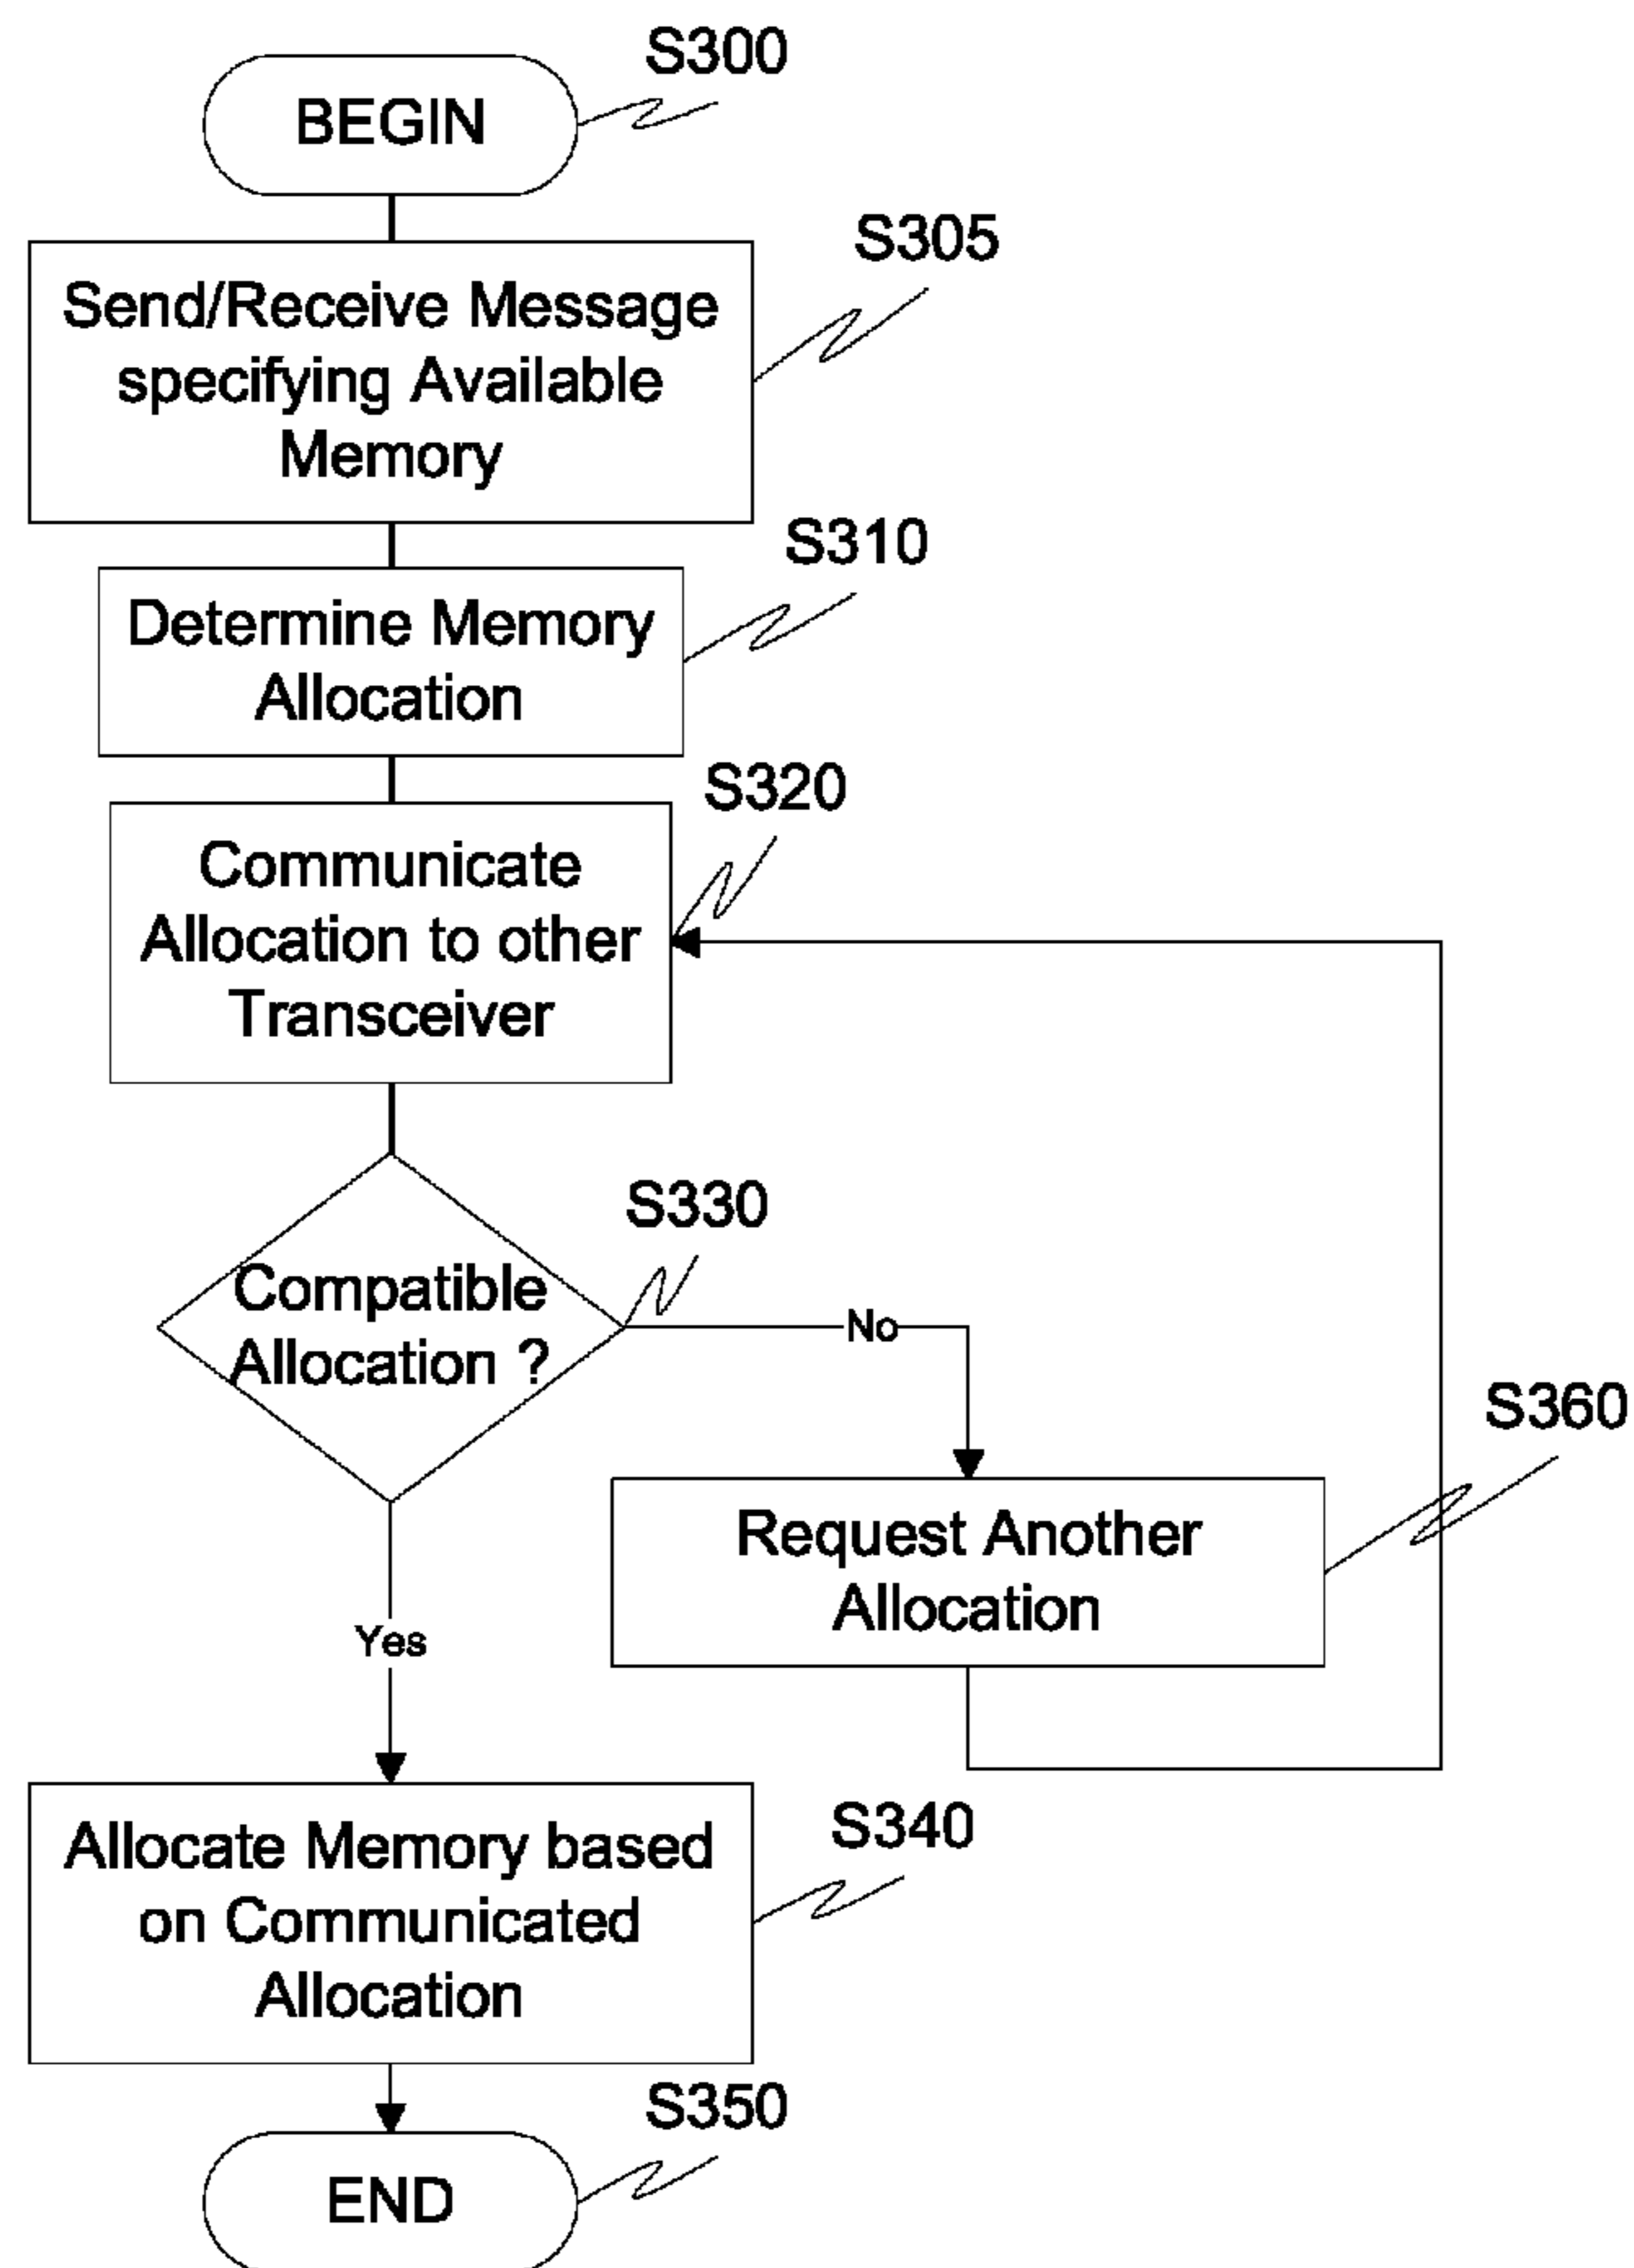 S300
BEGIN
S305
Send/Receive Message
specifying Available
Memory
S310
Determine Memory
Allocation
S320
Communicate
Allocation to other
Transceiver
S330
Compatible
Allocation ?
No
S360
Request Another
Allocation
Yes
S340
Allocate Memory based
on Communicated
Allocation
S350
END